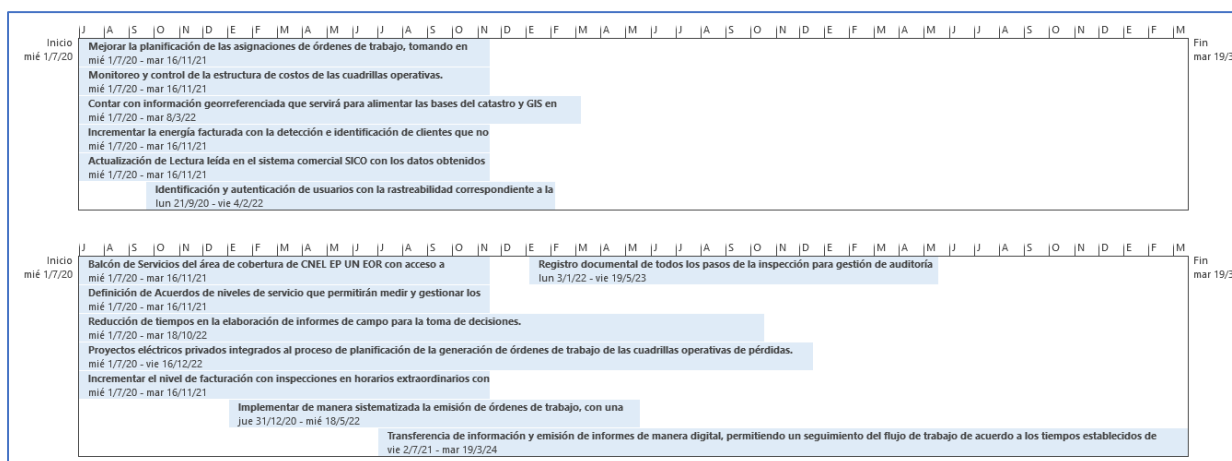 J A S O N D E F M A M J J A S O N D E F M A M J J A S O N D E F M A M J J A S O N D E F M
Inicio
mié 1/7/20
Fin
mar 19/3
Mejorar la planificación de las asignaciones de órdenes de trabajo, tomando en
mié 1/7/20 - mar 16/11/21
Monitoreo y control de la estructura de costos de las cuadrillas operativas.
mié 1/7/20 - mar 16/11/21
Contar con información georreferenciada que servirá para alimentar las bases del catastro y GIS en
mié 1/7/20 - mar 8/3/22
Incrementar la energía facturada con la detección e identificación de clientes que no
mié 1/7/20 - mar 16/11/21
Actualización de Lectura leída en el sistema comercial SICO con los datos obtenidos
mié 1/7/20 - mar 16/11/21
Identificación y autenticación de usuarios con la rastreabilidad correspondiente a la
lun 21/9/20 - vie 4/2/22
J A S O N D E F M A M J J A S O N D E F M A M J J A S O N D E F M A M J J A S O N D E F M
Inicio
mié 1/7/20
Fin
mar 19/3
Balcón de Servicios del área de cobertura de CNEL EP UN EOR con acceso a
mié 1/7/20 - mar 16/11/21
Registro documental de todos los pasos de la inspección para gestión de auditoría
lun 3/1/22 - vie 19/5/23
Definición de Acuerdos de niveles de servicio que permitirán medir y gestionar los
mié 1/7/20 - mar 16/11/21
Reducción de tiempos en la elaboración de informes de campo para la toma de decisiones.
mié 1/7/20 - mar 18/10/22
Proyectos eléctricos privados integrados al proceso de planificación de la generación de órdenes de trabajo de las cuadrillas operativas de pérdidas.
mié 1/7/20 - vie 16/12/22
Incrementar el nivel de facturación con inspecciones en horarios extraordinarios con
mié 1/7/20 - mar 16/11/21
Implementar de manera sistematizada la emisión de órdenes de trabajo, con una
jue 31/12/20 - mié 18/5/22
Transferencia de información y emisión de informes de manera digital, permitiendo un seguimiento del flujo de trabajo de acuerdo a los tiempos establecidos de
vie 2/7/21 - mar 19/3/24